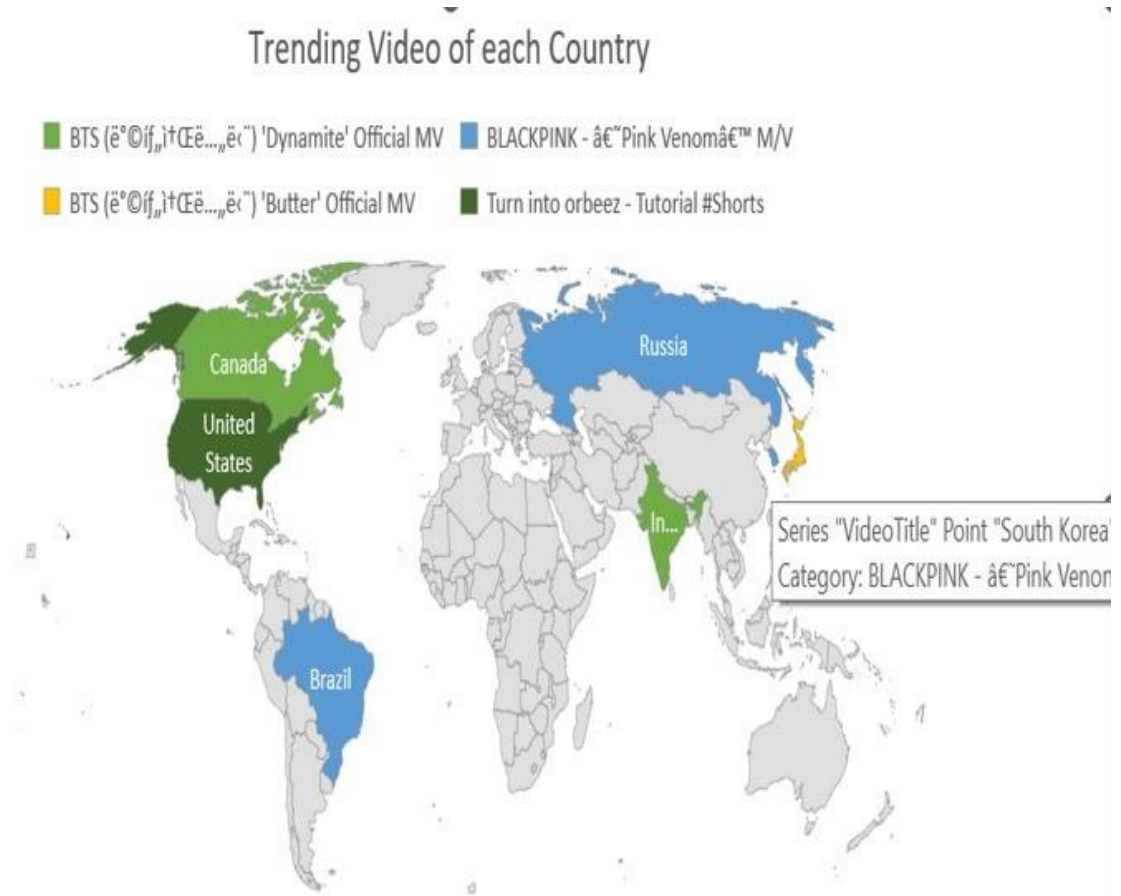 Trending Video of each Country
BTS (ë°©íƒ„ì†Œë…„ë‹¨) 'Dynamite' Official MV
BLACKPINK - â€˜Pink Venomâ€™ M/V
BTS (ë°©íƒ„ì†Œë…„ë‹¨) 'Butter' Official MV
Turn into orbeez - Tutorial #Shorts
Canada
Russia
United
States
In...
Series "VideoTitle" Point "South Korea"
Category: BLACKPINK - â€˜Pink Venom
Brazil